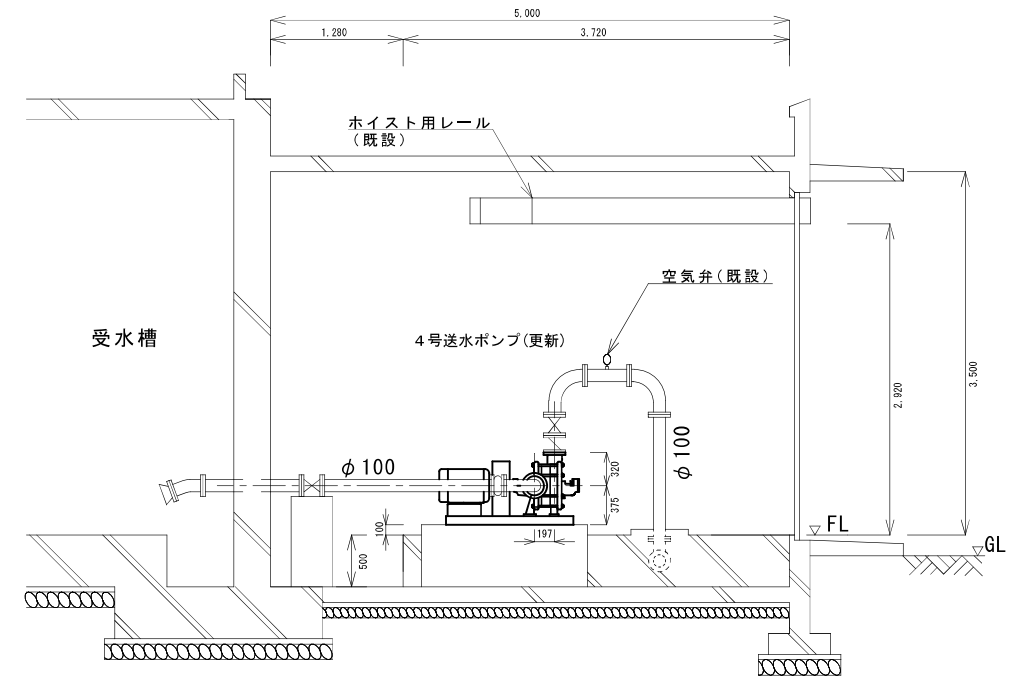 5.000
1.280
3.720
ホイスト用レール
（既設）
空気弁（既設）
受水槽
４号送水ポンプ（更新）
3.500
2.920
φ100
φ100
320
375
100
197
500
FL
GL